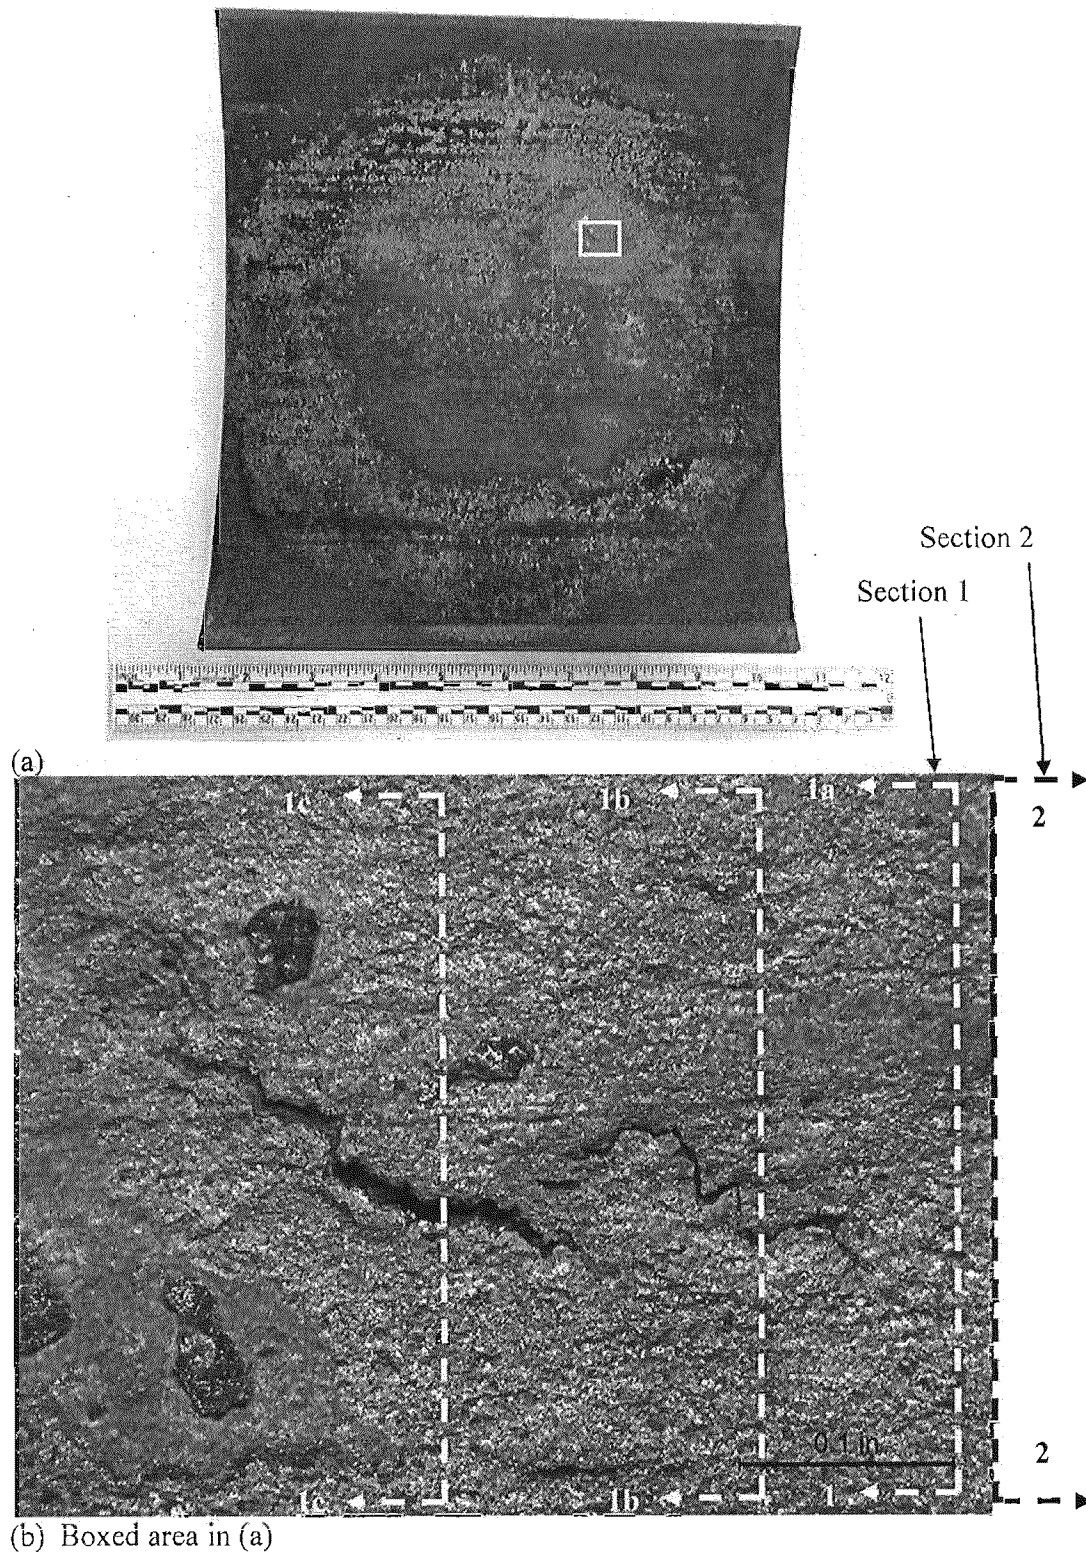 Section 2
Section 1
(a)
1c 1b 1a
2
0.1 in
2
1c 1b 1
(b) Boxed area in (a)